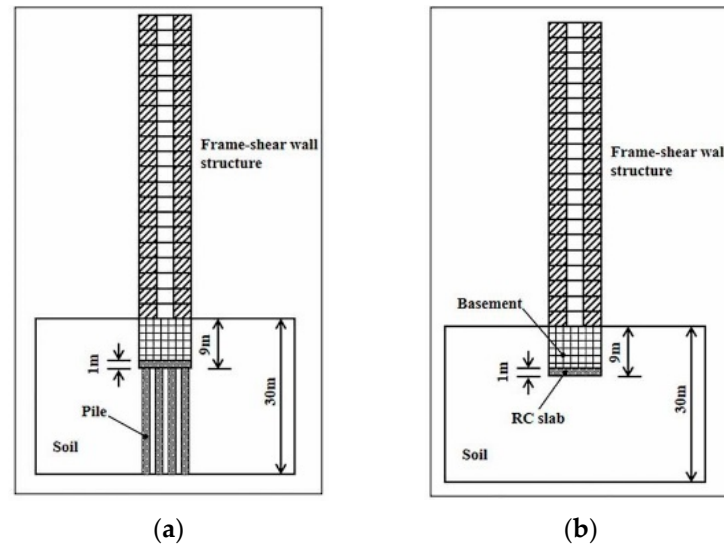 Frame-shear wall
structure
1m
9m
30m
Pile
Soil
(a)
Frame-shear wall
structure
Basement
1m
9m
30m
RC slab
Soil
(b)